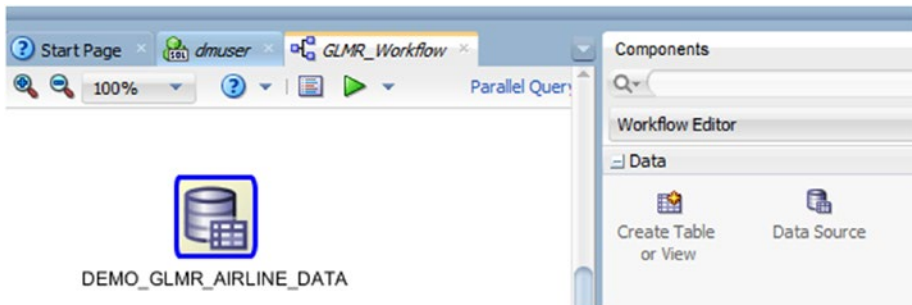 Start Page
dmuser
GLMR_Workflow
100%
Parallel Query
DEMO_GLMR_AIRLINE_DATA
Components
Workflow Editor
Data
Create Table
or View
Data Source